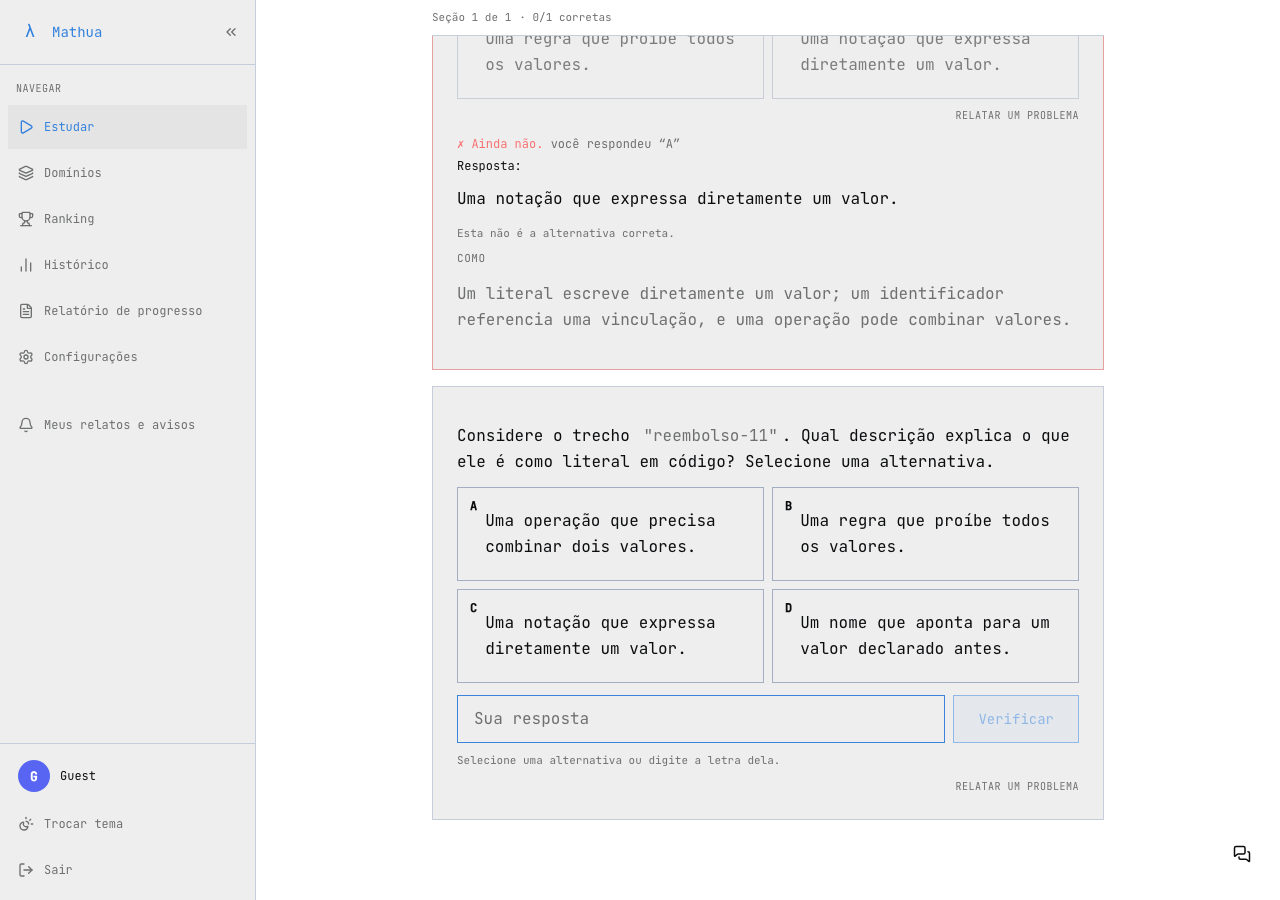 λ Mathua
NAVEGAR
Estudar
Domínios
Ranking
Histórico
Relatório de progresso
Configurações
Meus relatos e avisos
G Guest
Trocar tema
Sair
Seção 1 de 1 · 0/1 corretas
Uma regra que proíbe todos
os valores.
Uma notação que expressa
diretamente um valor.
RELATAR UM PROBLEMA
✗ Ainda não. você respondeu “A”
Resposta:
Uma notação que expressa diretamente um valor.
Esta não é a alternativa correta.
COMO
Um literal escreve diretamente um valor; um identificador
referencia uma vinculação, e uma operação pode combinar valores.
Considere o trecho "reembolso-11". Qual descrição explica o que
ele é como literal em código? Selecione uma alternativa.
A
Uma operação que precisa
combinar dois valores.
B
Uma regra que proíbe todos
os valores.
C
Uma notação que expressa
diretamente um valor.
D
Um nome que aponta para um
valor declarado antes.
Sua resposta
Verificar
Selecione uma alternativa ou digite a letra dela.
RELATAR UM PROBLEMA